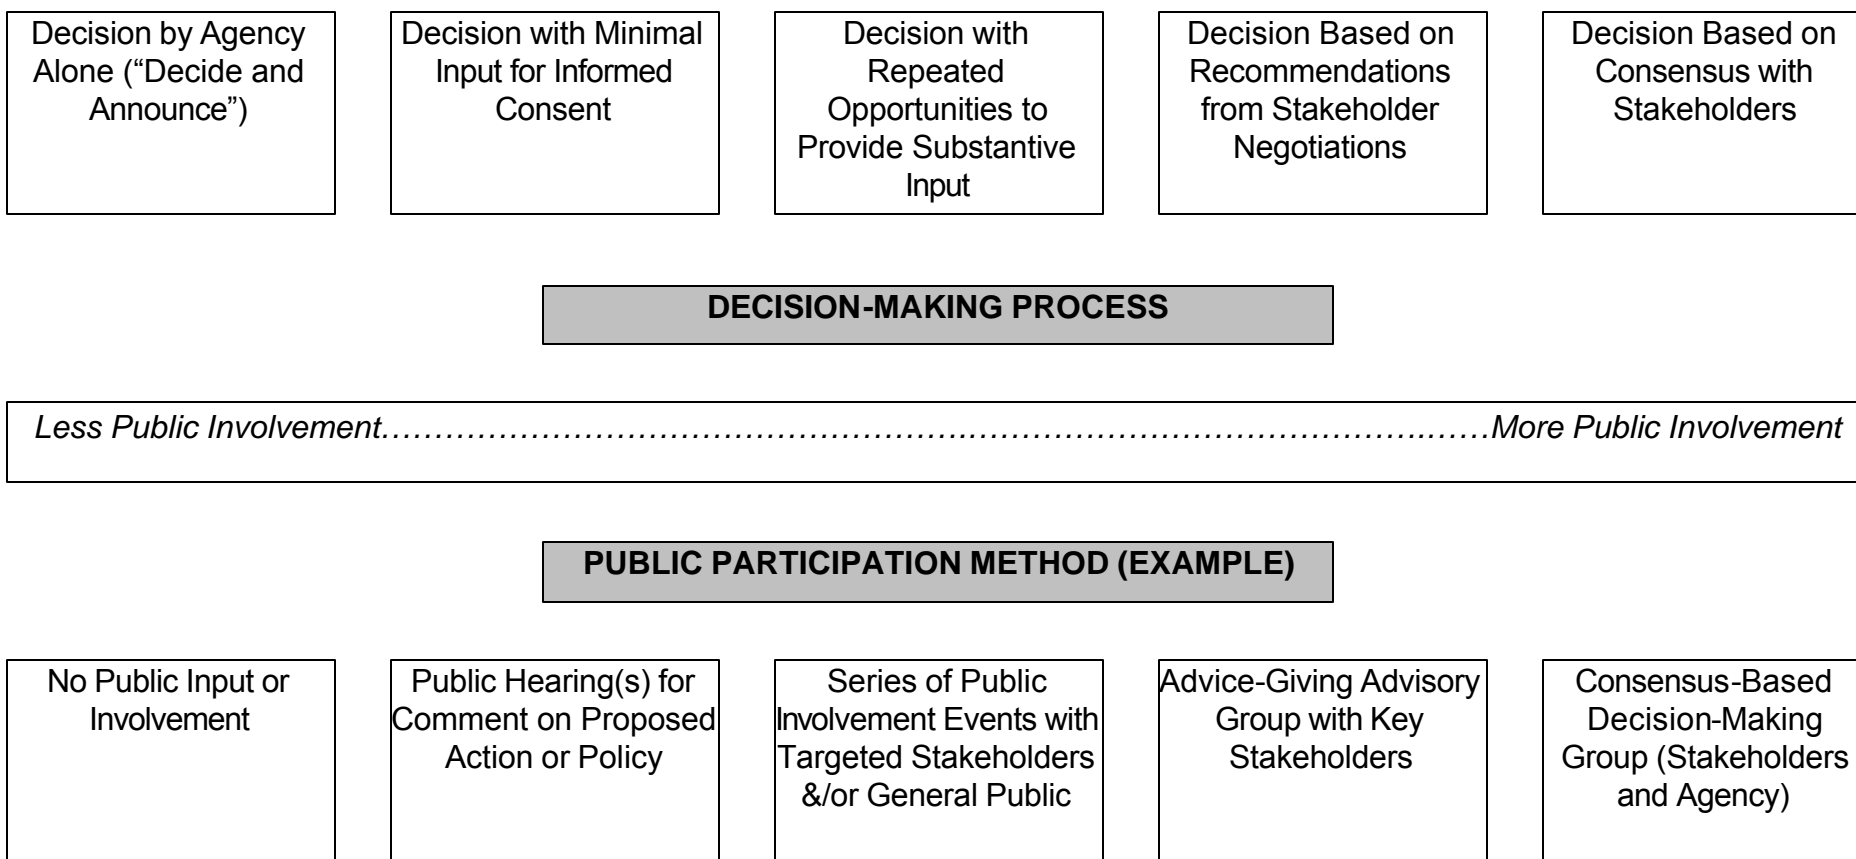 Decision by Agency
Alone (“Decide and
Announce”)
Decision with Minimal
Input for Informed
Consent
Decision with
Repeated
Opportunities to
Provide Substantive
Input
Decision Based on
Recommendations
from Stakeholder
Negotiations
Decision Based on
Consensus with
Stakeholders
DECISION-MAKING PROCESS
Less Public Involvement……………………………………………….…………………………………….……More Public Involvement
PUBLIC PARTICIPATION METHOD (EXAMPLE)
No Public Input or
Involvement
Public Hearing(s) for
Comment on Proposed
Action or Policy
Series of Public
Involvement Events with
Targeted Stakeholders
&/or General Public
Advice-Giving Advisory
Group with Key
Stakeholders
Consensus-Based
Decision-Making
Group (Stakeholders
and Agency)